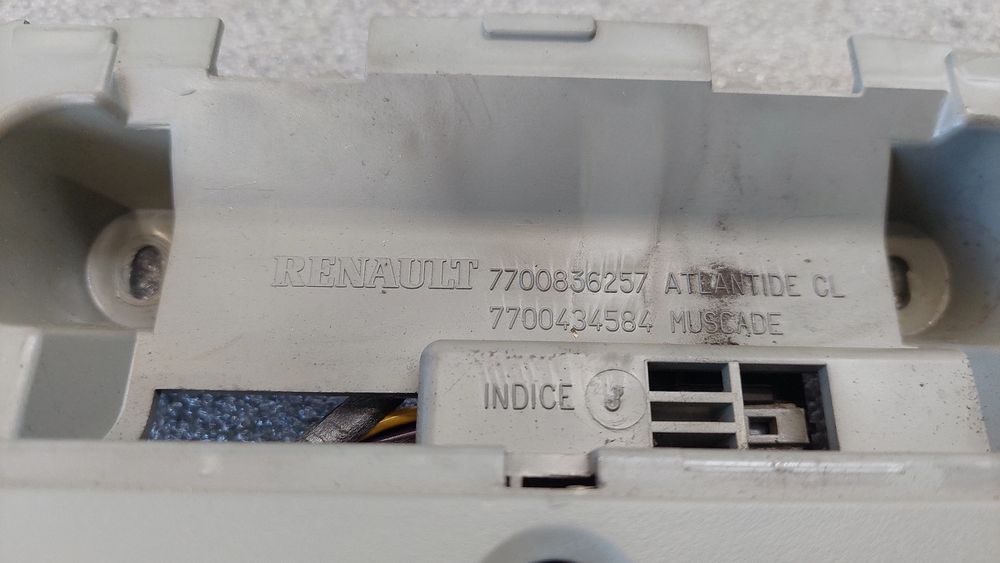 RENAULT 7700836257 ATLANTIDE CL
7700434584 MUSCADE
INDICE J